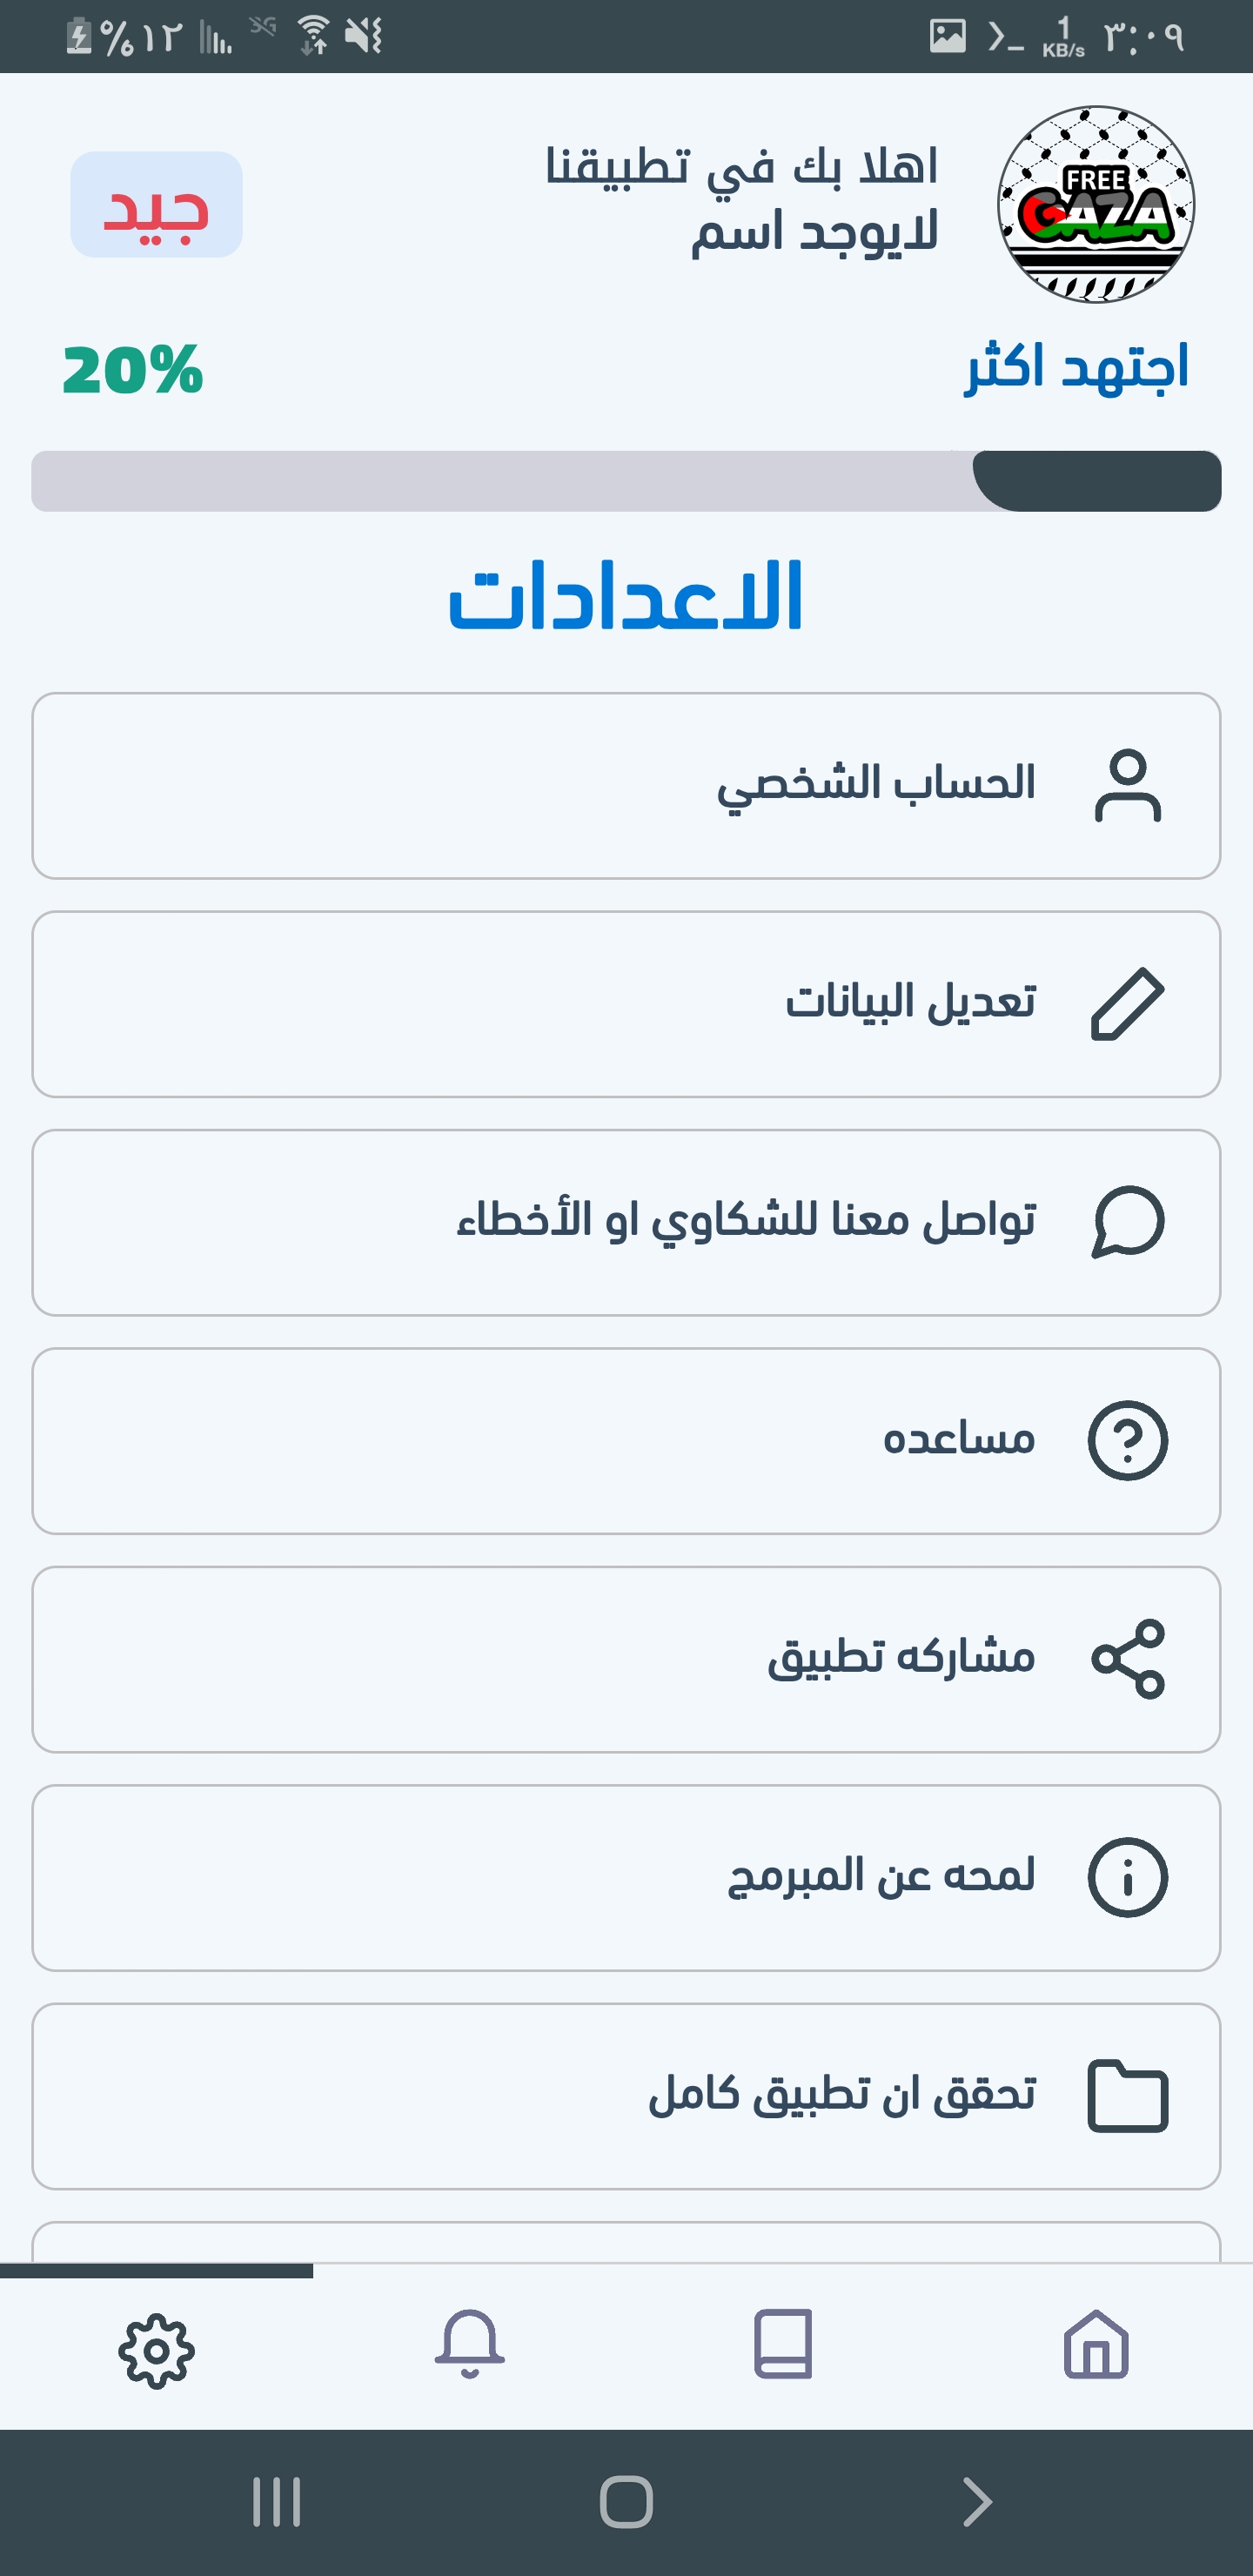 ٣:٠٩
1
KB/s
%١٢
3G
FREE
GAZA
اهلا بك في تطبيقنا
لايوجد اسم
جيد
اجتهد اكثر
20%
الاعدادات
الحساب الشخصي
تعديل البيانات
تواصل معنا للشكاوي او الأخطاء
مساعده
مشاركه تطبيق
لمحه عن المبرمج
تحقق ان تطبيق كامل